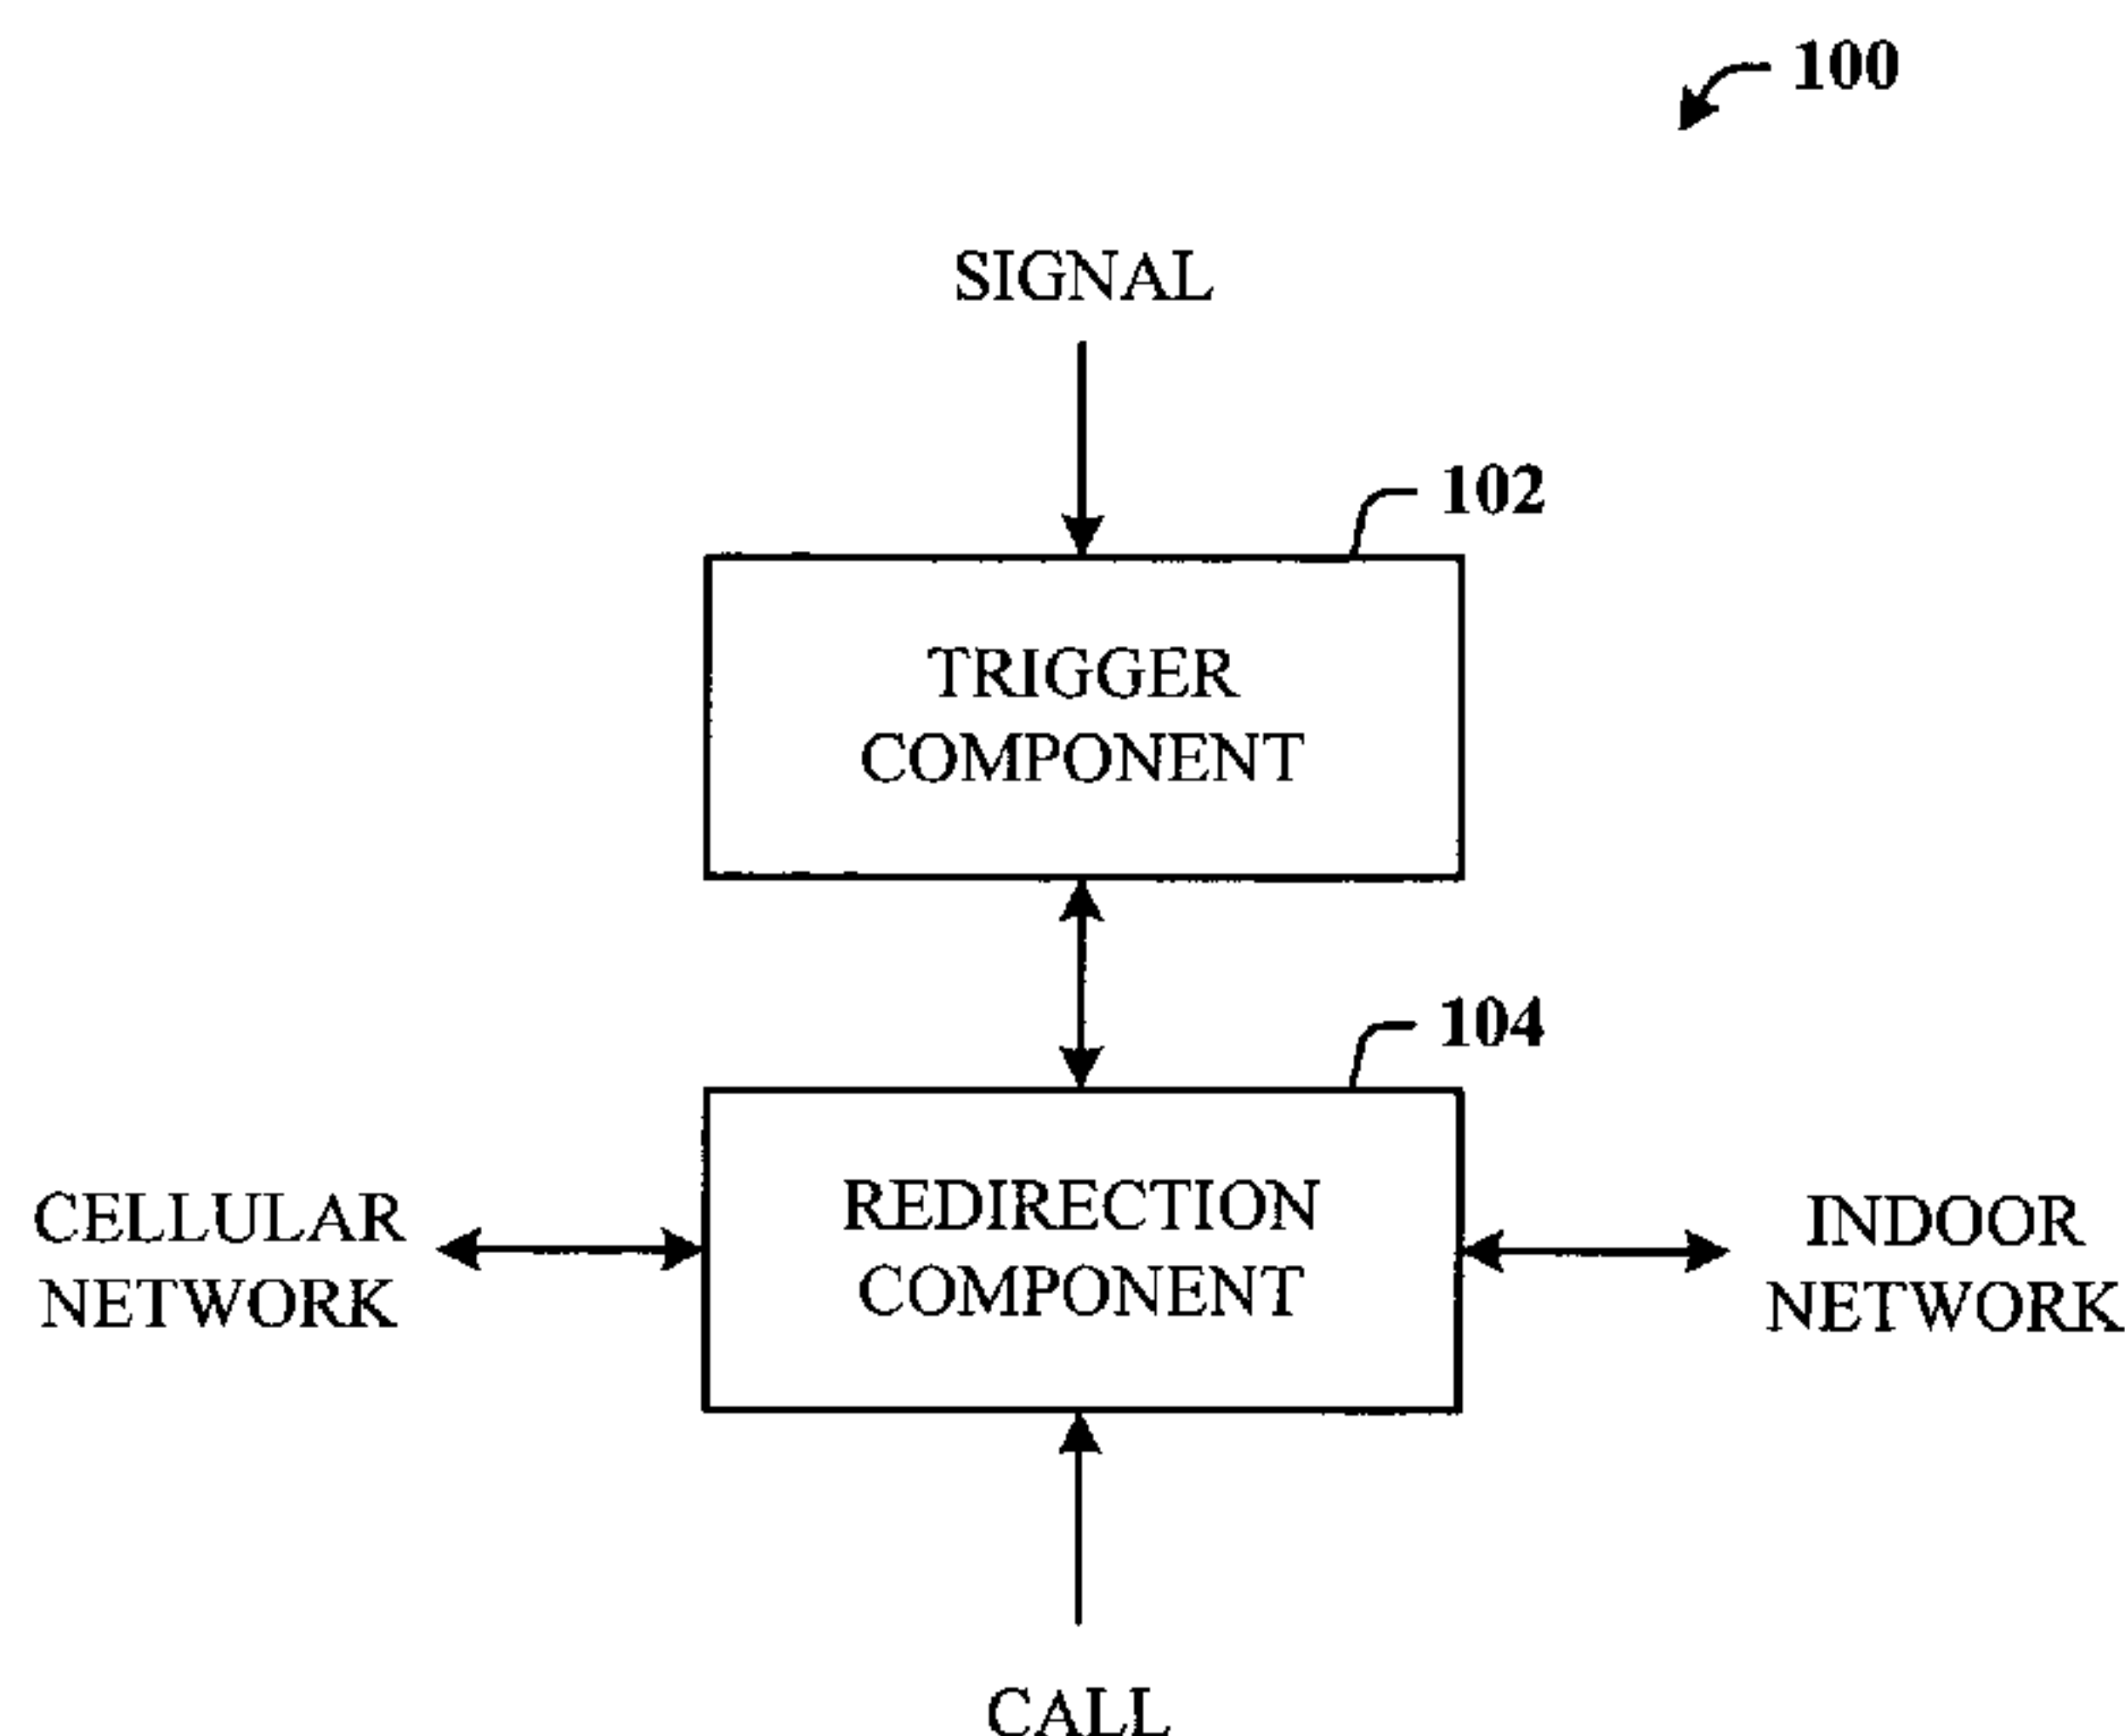 100
SIGNAL
102
TRIGGER
COMPONENT
104
REDIRECTION
COMPONENT
CELLULAR
NETWORK
INDOOR
NETWORK
CALL